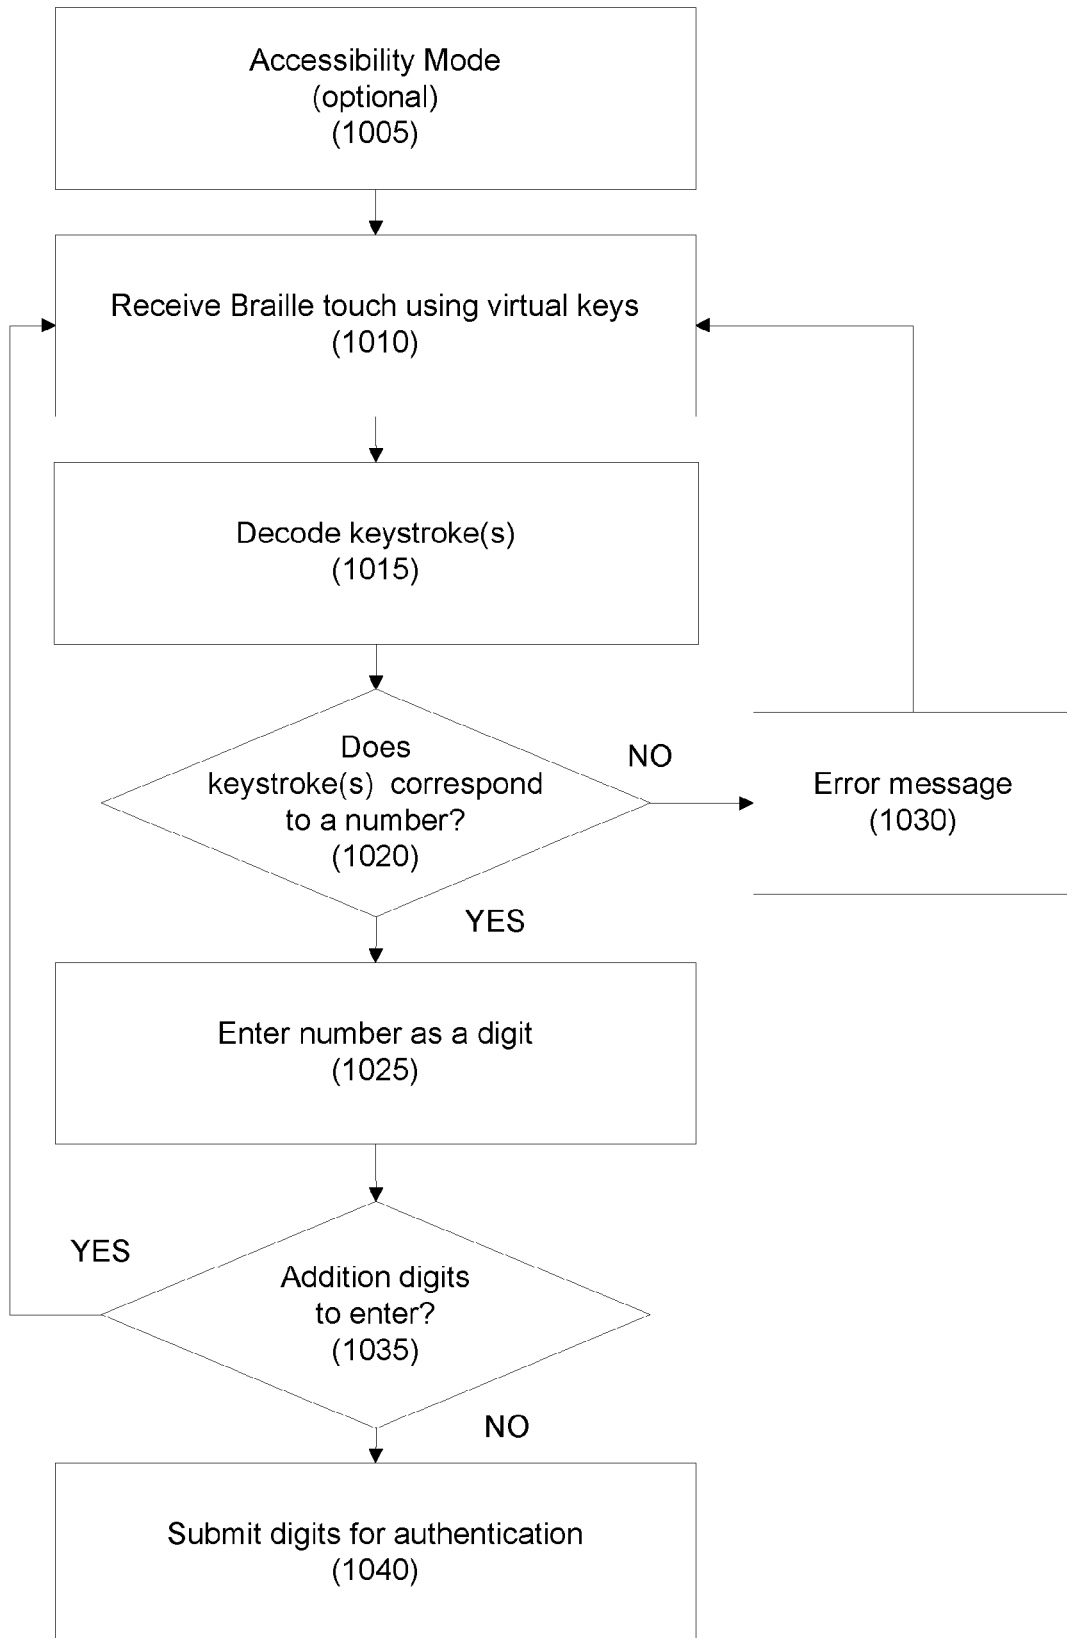 Accessibility Mode
(optional)
(1005)
Receive Braille touch using virtual keys
(1010)
Decode keystroke(s)
(1015)
Does
keystroke(s) correspond
to a number?
(1020)
NO
Error message
(1030)
YES
Enter number as a digit
(1025)
YES
Addition digits
to enter?
(1035)
NO
Submit digits for authentication
(1040)